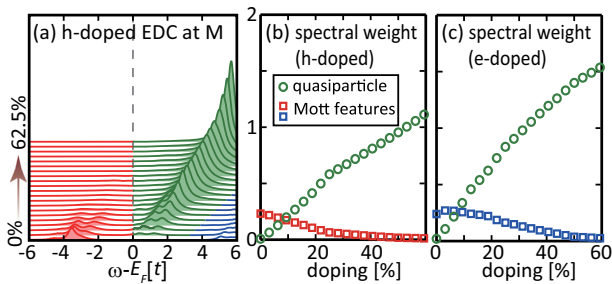 (a) h-doped EDC at M
0% 62.5%
-6 -4 -2 0 2 4 6
ω-E_F[t]
(b) spectral weight
(h-doped)
quasiparticle
Mott features
2
1
0
0 20 40
doping [%]
(c) spectral weight
(e-doped)
0 20 40 60
doping [%]